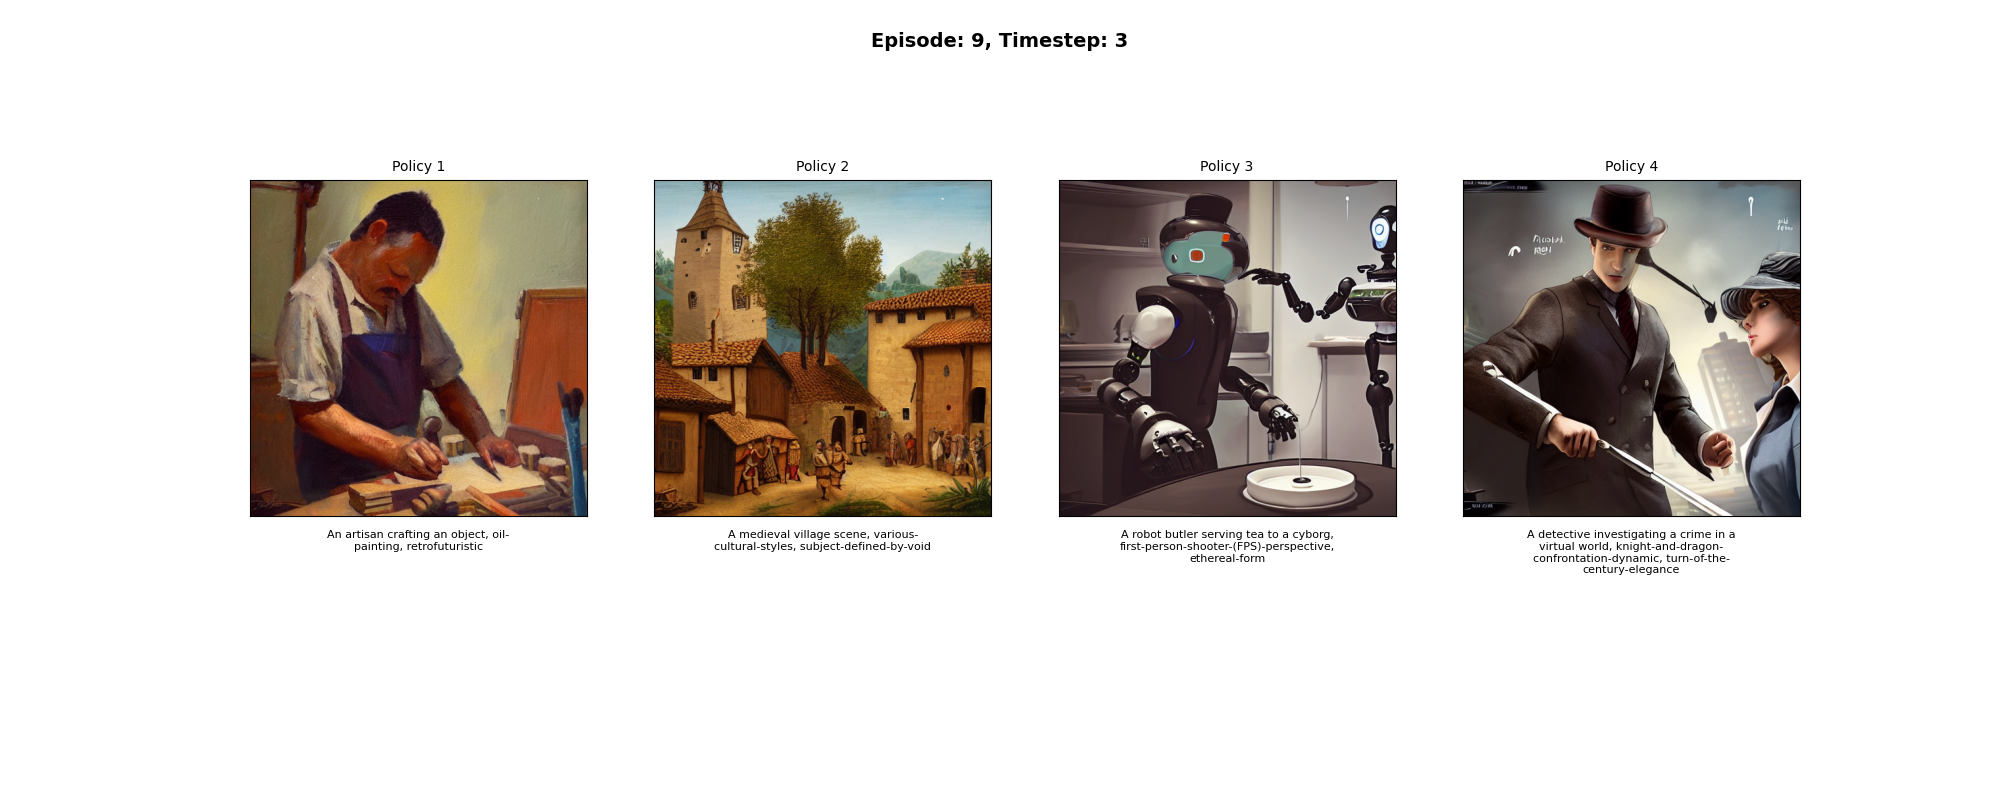 Episode: 9, Timestep: 3
Policy 1
Policy 2
Policy 3
Policy 4
An artisan crafting an object, oil-
painting, retrofuturistic
A medieval village scene, various-
cultural-styles, subject-defined-by-void
A robot butler serving tea to a cyborg,
first-person-shooter-(FPS)-perspective,
ethereal-form
A detective investigating a crime in a
virtual world, knight-and-dragon-
confrontation-dynamic, turn-of-the-
century-elegance